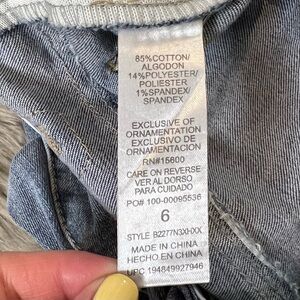 85%COTTON/
ALGODON
14%POLYESTER/
POLIESTER
1%SPANDEX/
SPANDEX
EXCLUSIVE OF
ORNAMENTATION
EXCLUSIVO DE
ORNAMENTACION
RN#15600
CARE ON REVERSE
VER AL DORSO
PARA CUIDADO
PO# 100-00095536
6
STYLE B2277N3XI-IXX
MADE IN CHINA
HECHO EN CHINA
UPC 194849927946